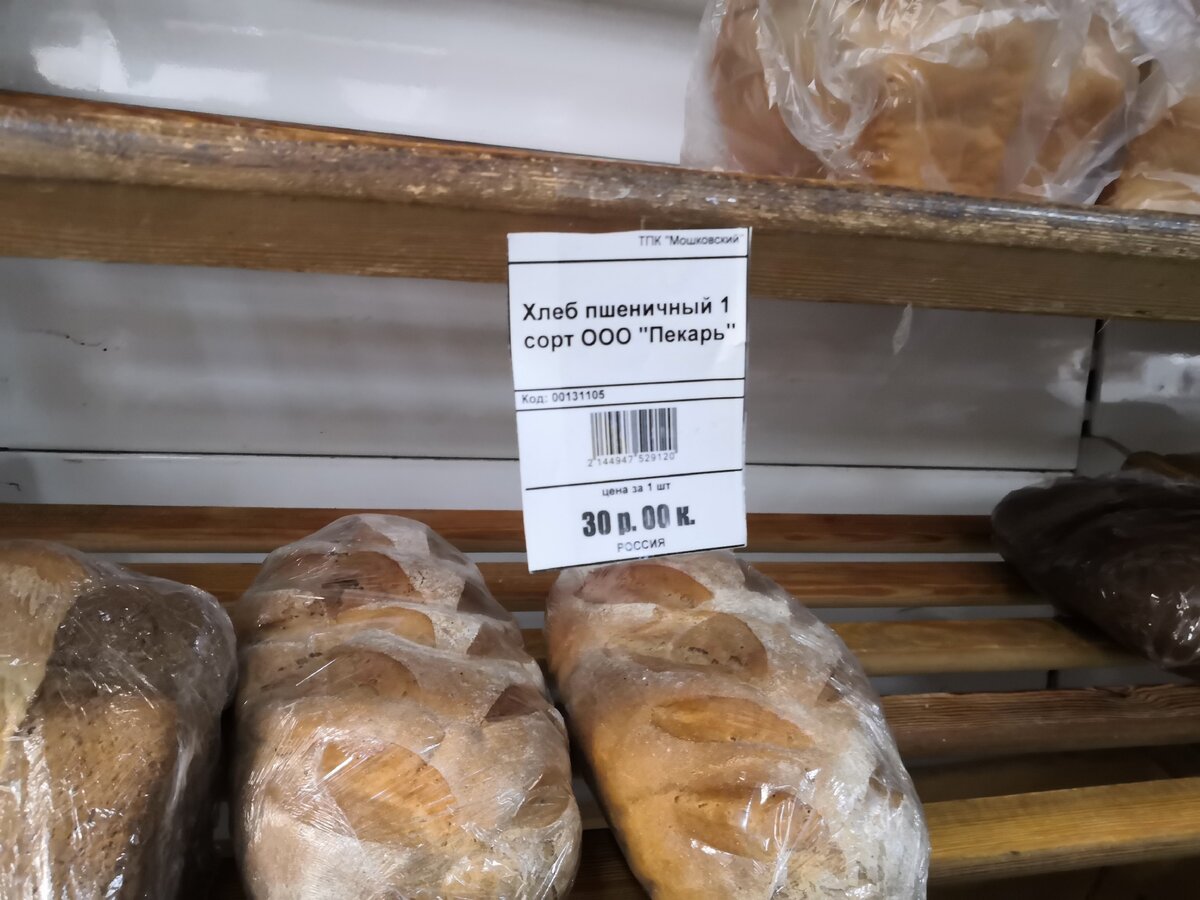 ТПК "Мошковский"
Хлеб пшеничный 1
сорт ООО "Пекарь"
Код: 00131105
2 144947 529120
цена за 1 шт
30 р. 00 к.
РОССИЯ